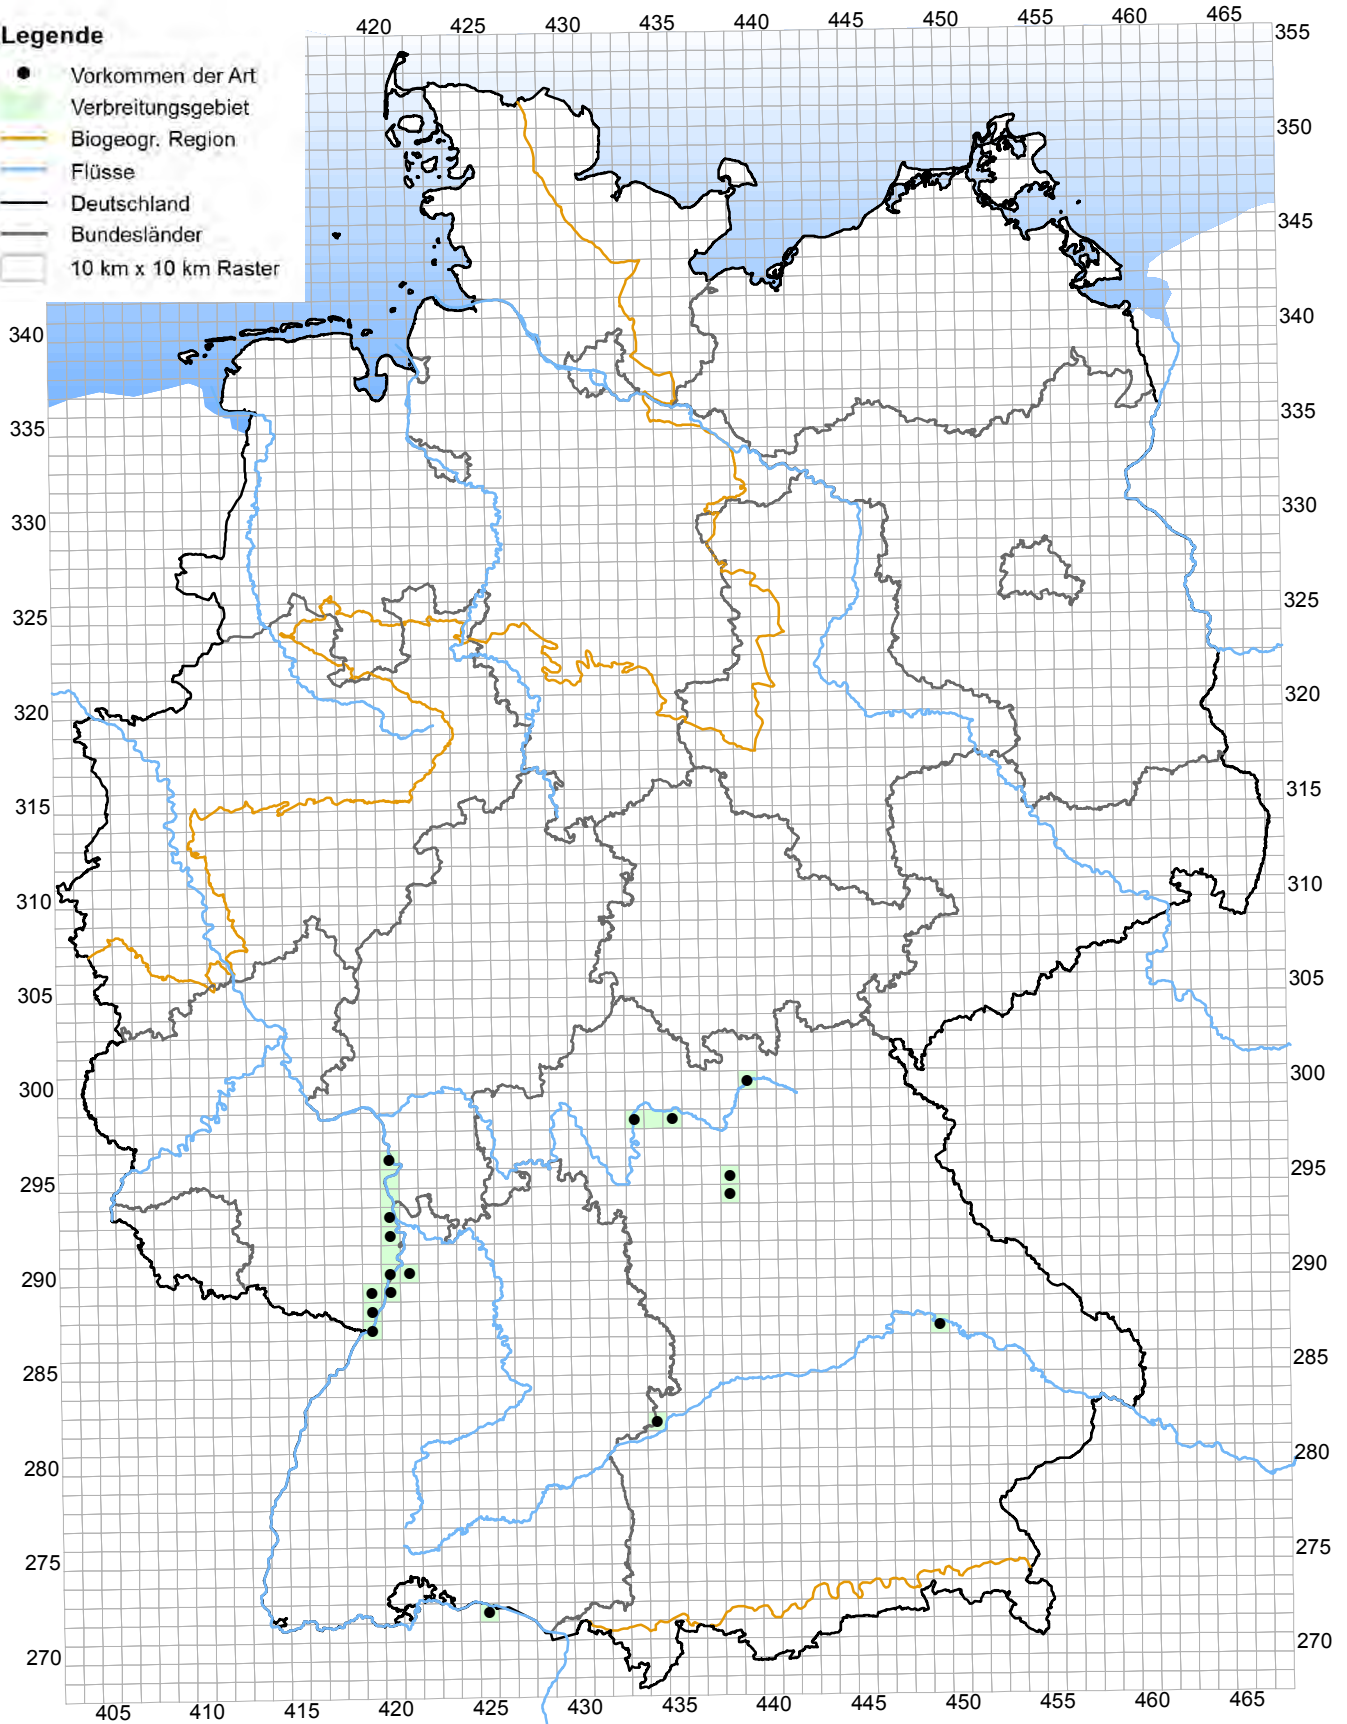 420 425 430 435 440 445 450 455 460 465
355
Legende
Vorkommen der Art
Verbreitungsgebiet
Biogeogr. Region
Flüsse
Deutschland
Bundesländer
10 km x 10 km Raster
350
345
340 340
335 335
330 330
325 325
320 320
315 315
310 310
305 305
300 300
295 295
290 290
285 285
280 280
275 275
270 270
405 410 415 420 425 430 435 440 445 450 455 460 465